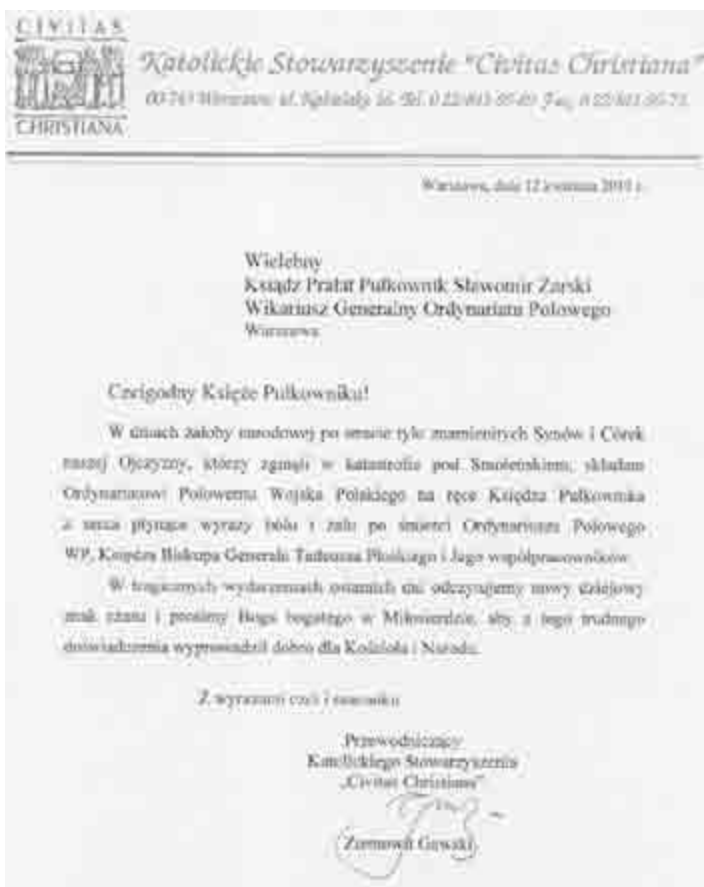 CIVITAS
CHRISTIANA
Katolickie Stowarzyszenie "Civitas Christiana"
Warszawa, dnia 12 kwietnia 2010 r.
Wielebny
Ksiądz Prałat Pułkownik Sławomir Żarski
Wikariusz Generalny Ordynariatu Polowego
Warszawa
Czcigodny Księże Pułkowniku!
W dniach żałoby narodowej po stracie tylu znamienitych Synów i Córek
naszej Ojczyzny, którzy zginęli w katastrofie pod Smoleńskiem, składam
Ordynariatowi Polowemu Wojska Polskiego na ręce Księdza Pułkownika
z serca płynące wyrazy bólu i żalu po śmierci Ordynariusza Polowego
WP, Księdza Biskupa Generała Tadeusza Płoskiego i Jego współpracowników.
W tragicznych wydarzeniach ostatnich dni odczytujemy nowy dziejowy
znak czasu i prosimy Boga bogatego w Miłosierdzie, aby z tego trudnego
doświadczenia wyprowadził dobro dla Kościoła i Narodu.
Z wyrazami czci i szacunku
Przewodniczący
Katolickiego Stowarzyszenia
„Civitas Christiana"
Ziemowit Gawski